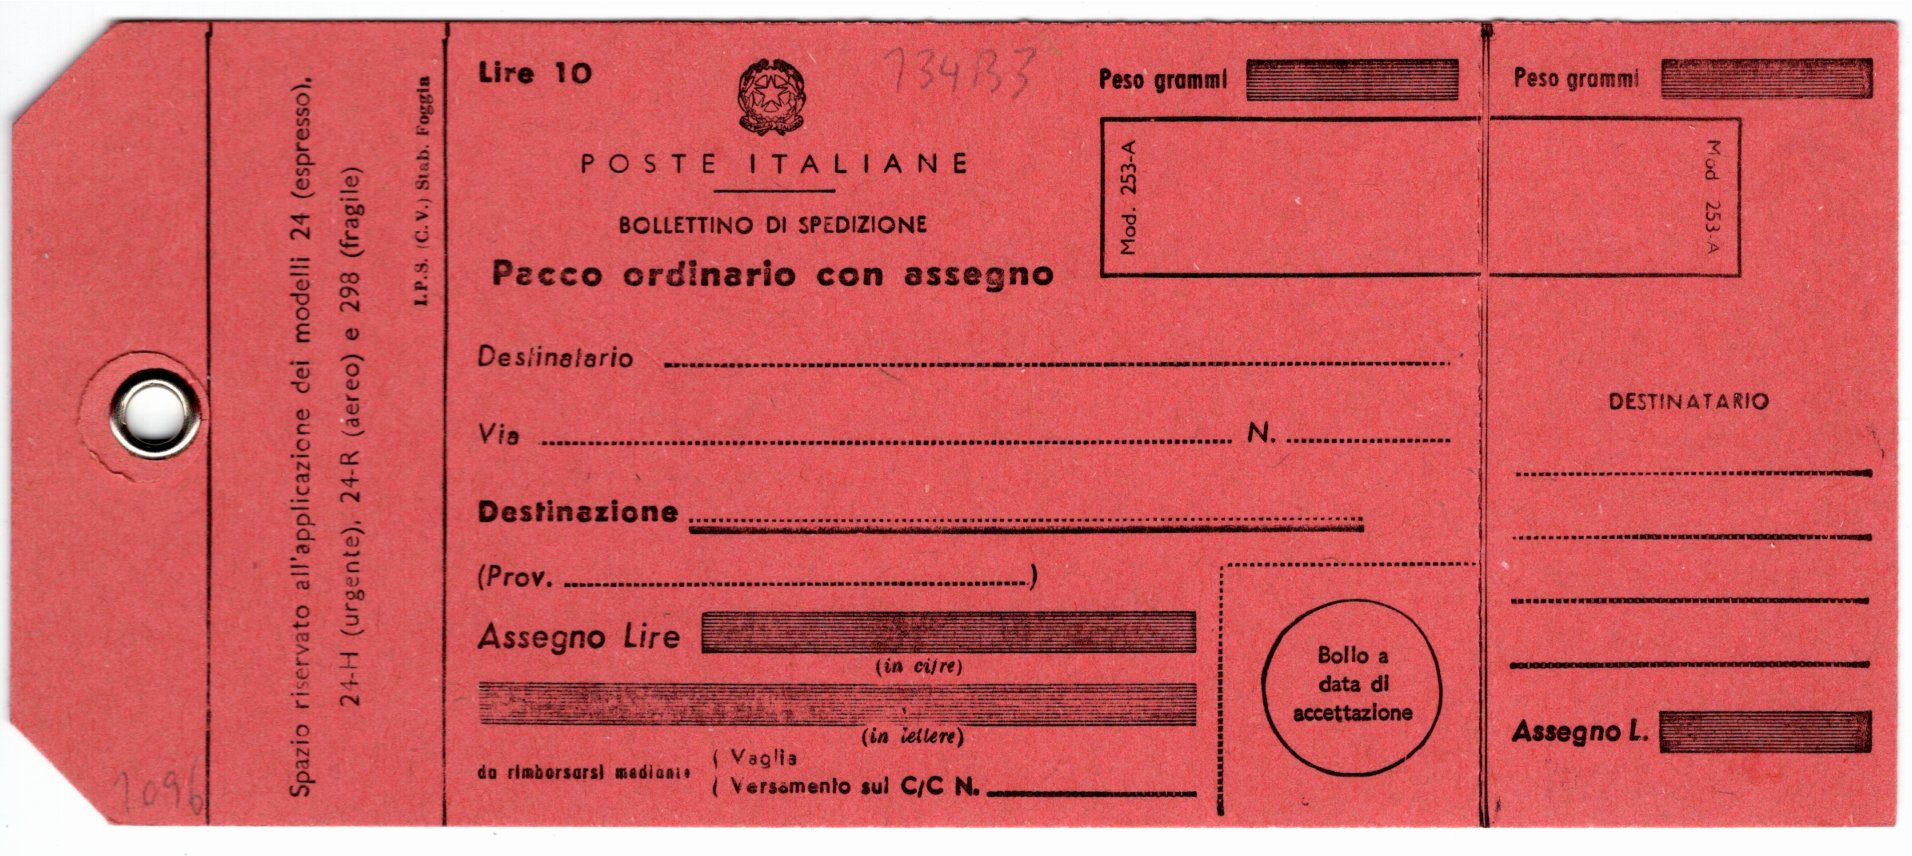 Spazio riservato all'applicazione dei modelli 24 (espresso),
24-H (urgente), 24-R (aereo) e 298 (fragile)
I.P.S. (C.V.) Stab. Foggia
Lire 10
POSTE ITALIANE
BOLLETTINO DI SPEDIZIONE
Pacco ordinario con assegno
Peso grammi
Mod. 253-A
Destinatario
Via N.
Destinazione
(Prov. )
Assegno Lire
(in cifre)
(in lettere)
da rimborsarsi mediante
( Vaglia
( Versamento sul C/C N.
Bollo a
data di
accettazione
Peso grammi
Mod 253-A
DESTINATARIO
Assegno L.
1096